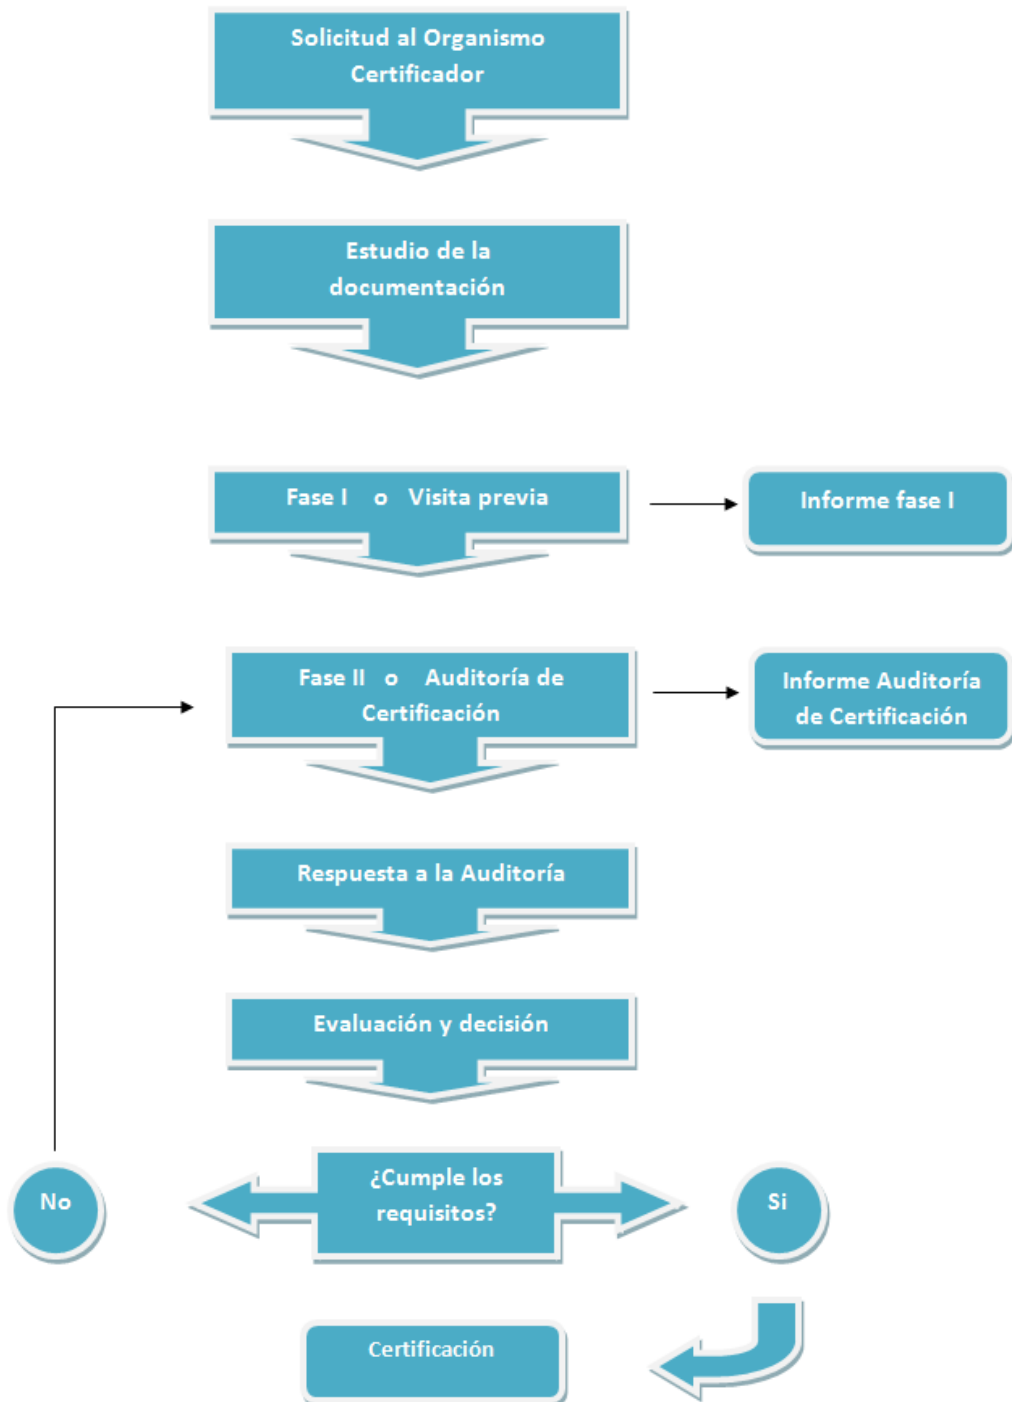 Solicitud al Organismo
Certificador
Estudio de la
documentación
Fase I o Visita previa
Informe fase I
Fase II o Auditoría de
Certificación
Informe Auditoría
de Certificación
Respuesta a la Auditoría
Evaluación y decisión
No
¿Cumple los
requisitos?
Si
Certificación